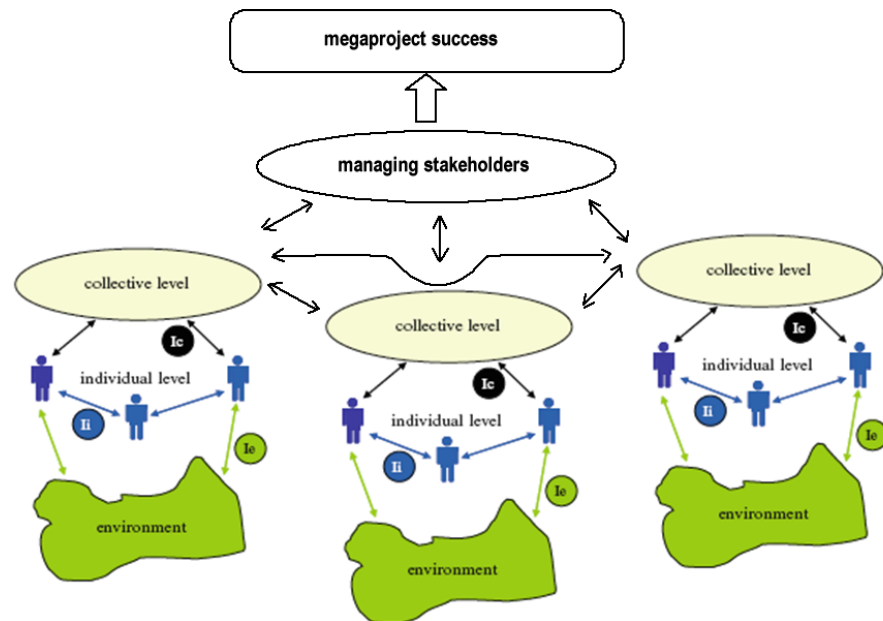 megaproject success
managing stakeholders
collective level
Ic
individual level
Ii
Ie
environment
collective level
Ic
individual level
Ii
Ie
environment
collective level
Ic
individual level
Ii
Ie
environment